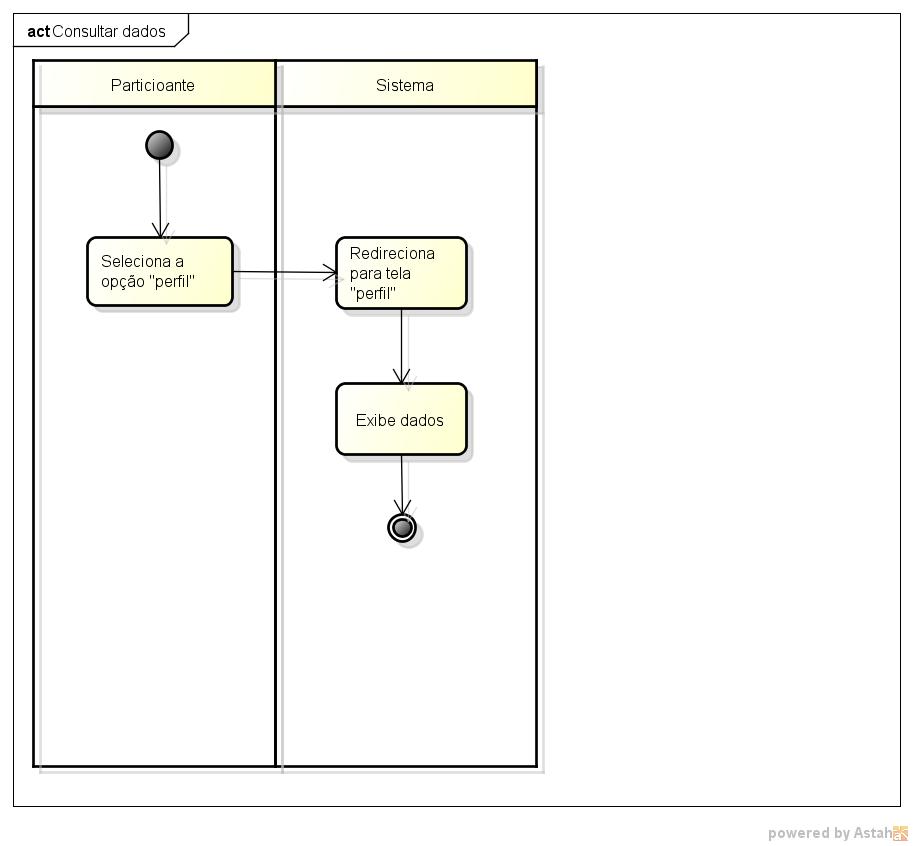 act Consultar dados
Particioante
Sistema
Seleciona a
opção "perfil"
Redireciona
para tela
"perfil"
Exibe dados
powered by Astah